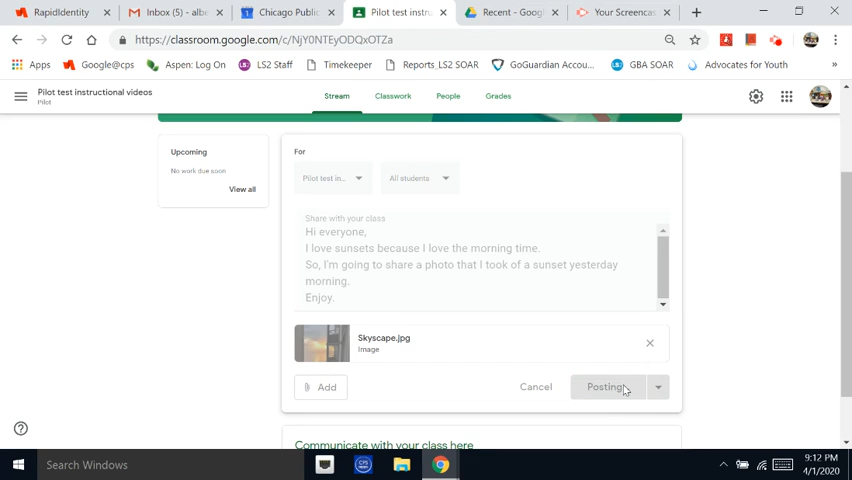 RapidIdentity
Inbox (5) - albe
Chicago Public
Pilot test instru
Recent - Google
Your Screencas
https://classroom.google.com/c/NjY0NTEyODQxOTZa
Apps
Google@cps
Aspen: Log On
LS2 Staff
Timekeeper
Reports_LS2 SOAR
GoGuardian Accou...
GBA SOAR
Advocates for Youth
»
Pilot test instructional videos
Pilot
Stream
Classwork
People
Grades
Upcoming
No work due soon
View all
For
Pilot test in...
All students
Share with your class
Hi everyone,
I love sunsets because I love the morning time.
So, I'm going to share a photo that I took of a sunset yesterday
morning.
Enjoy.
Skyscape.jpg
Image
Add
Cancel
Posting
Communicate with your class here
Search Windows
9:12 PM
4/1/2020